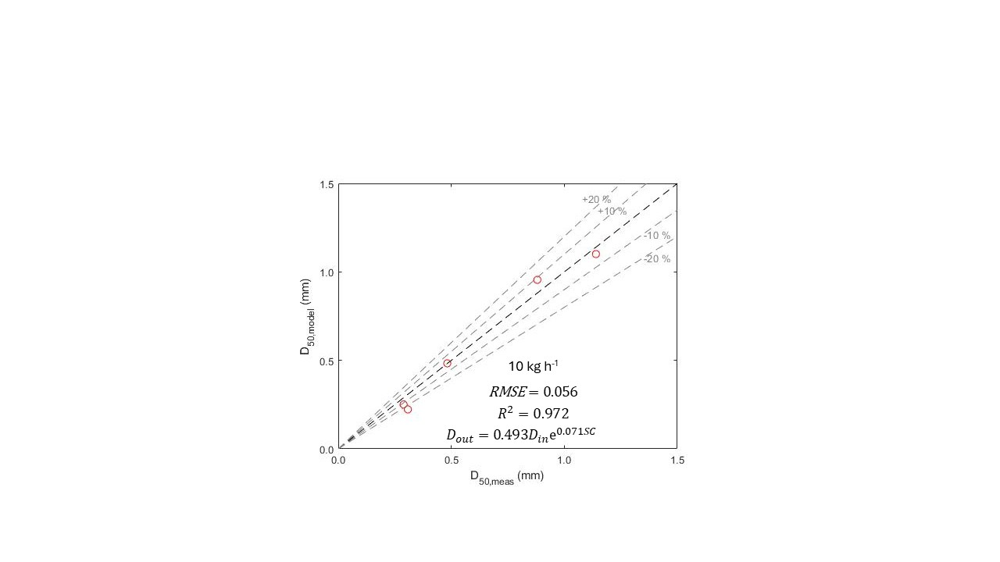 1.5
+20 %
+10 %
-10 %
-20 %
1.0
D50,model (mm)
0.5
10 kg h-1
RMSE = 0.056
R2 = 0.972
Dout = 0.493Dine0.071SC
0.0
0.0 0.5 1.0 1.5
D50,meas (mm)